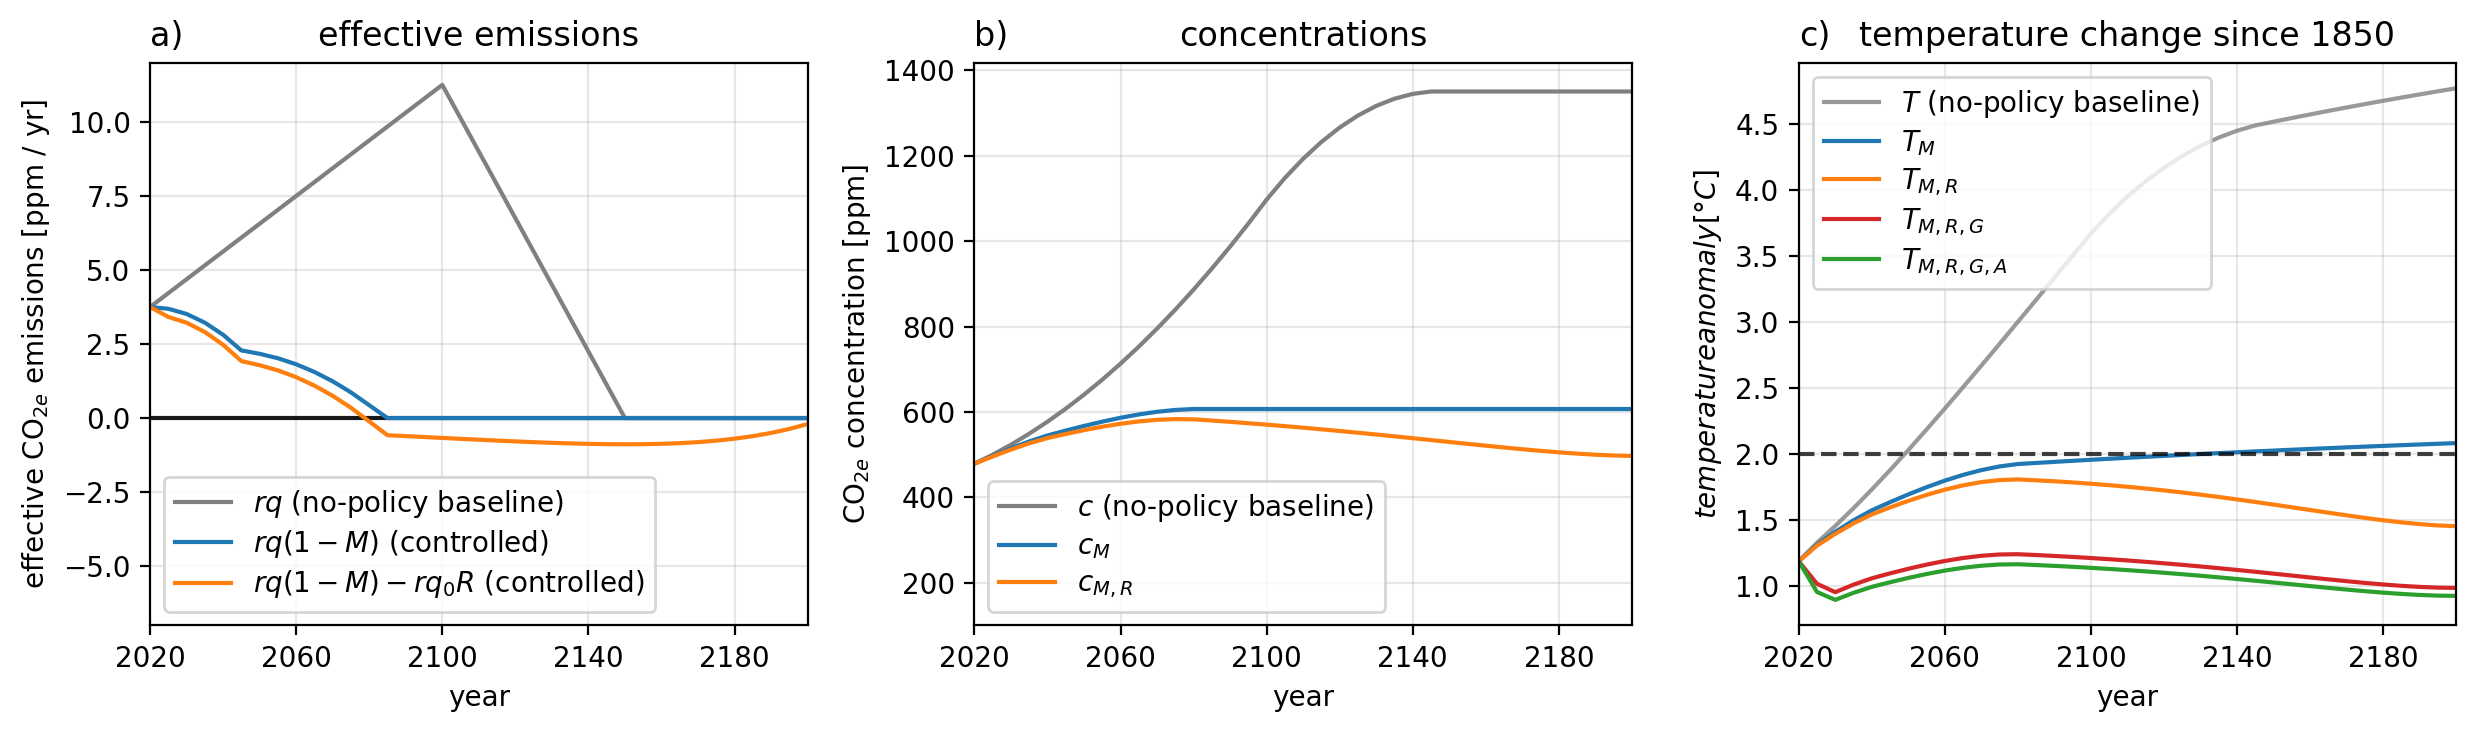 a) effective emissions
effective CO2e emissions [ppm / yr]
10.0
7.5
5.0
2.5
0.0
−2.5
−5.0
rq (no-policy baseline)
rq(1 − M) (controlled)
rq(1 − M) − rq0R (controlled)
2020 2060 2100 2140 2180
year
b) concentrations
CO2e concentration [ppm]
1400
1200
1000
800
600
400
200
c (no-policy baseline)
cM
cM, R
2020 2060 2100 2140 2180
year
c) temperature change since 1850
temperatureanomaly[°C]
4.5
4.0
3.5
3.0
2.5
2.0
1.5
1.0
T (no-policy baseline)
TM
TM, R
TM, R, G
TM, R, G, A
2020 2060 2100 2140 2180
year